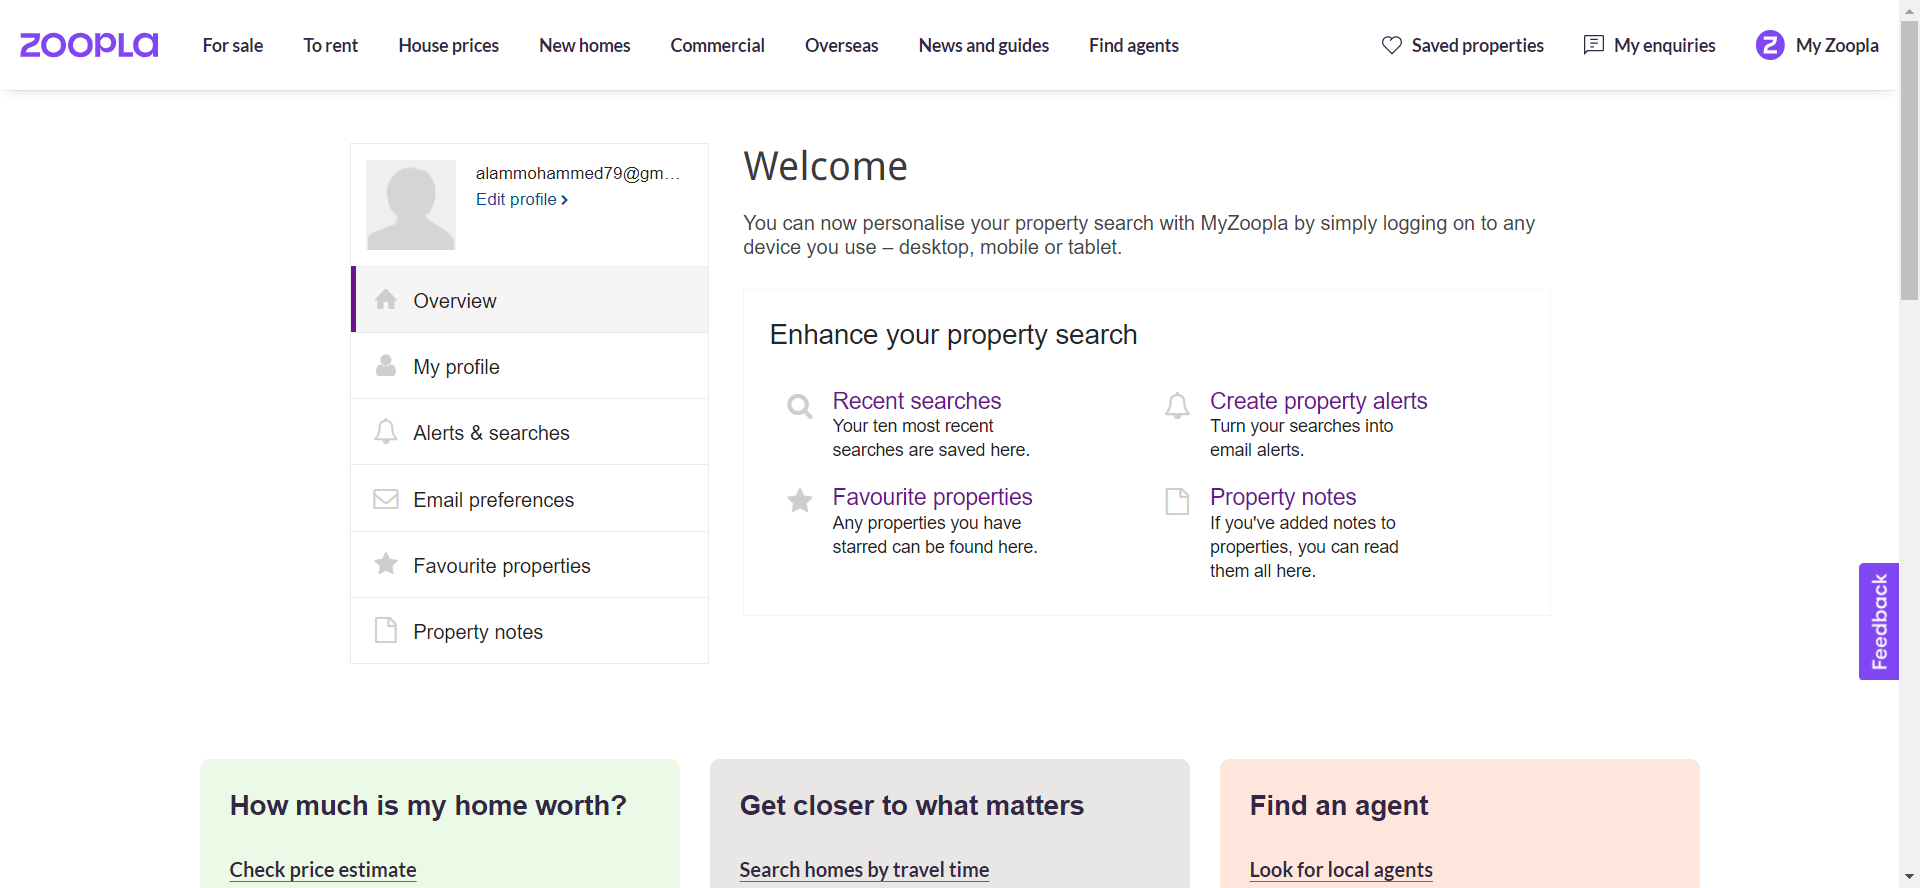 ZOOPLA
For sale
To rent
House prices
New homes
Commercial
Overseas
News and guides
Find agents
Saved properties
My enquiries
My Zoopla
alammohammed79@gm...
Edit profile
Overview
My profile
Alerts & searches
Email preferences
Favourite properties
Property notes
Welcome
You can now personalise your property search with MyZoopla by simply logging on to any
device you use – desktop, mobile or tablet.
Enhance your property search
Recent searches
Your ten most recent
searches are saved here.
Create property alerts
Turn your searches into
email alerts.
Favourite properties
Any properties you have
starred can be found here.
Property notes
If you've added notes to
properties, you can read
them all here.
Feedback
How much is my home worth?
Check price estimate
Get closer to what matters
Search homes by travel time
Find an agent
Look for local agents